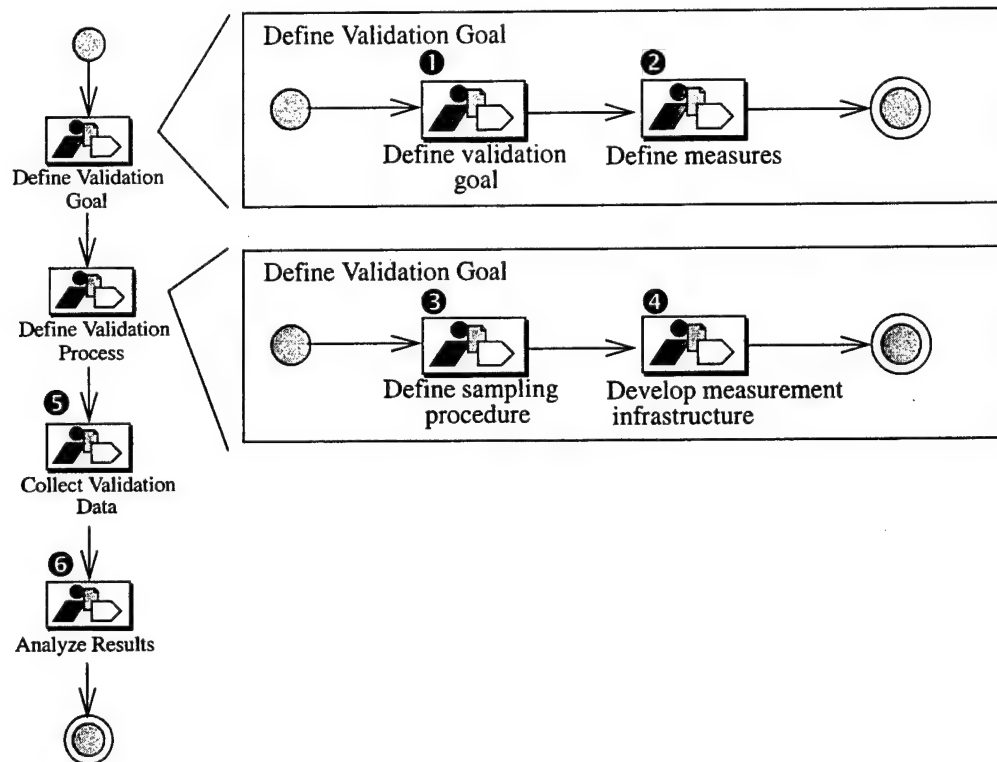 Define Validation Goal
❶
Define validation
goal
❷
Define measures
Define Validation
Goal
Define Validation Goal
❸
Define sampling
procedure
❹
Develop measurement
infrastructure
Define Validation
Process
❺
Collect Validation
Data
❻
Analyze Results